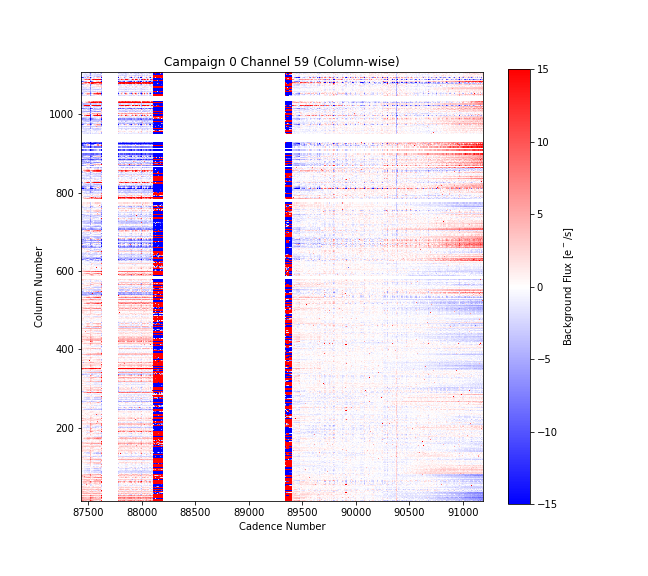 Campaign 0 Channel 59 (Column-wise)
1000
800
600
400
200
Column Number
87500 88000 88500 89000 89500 90000 90500 91000
Cadence Number
15
10
5
0
−5
−10
−15
Background Flux [e⁻/s]